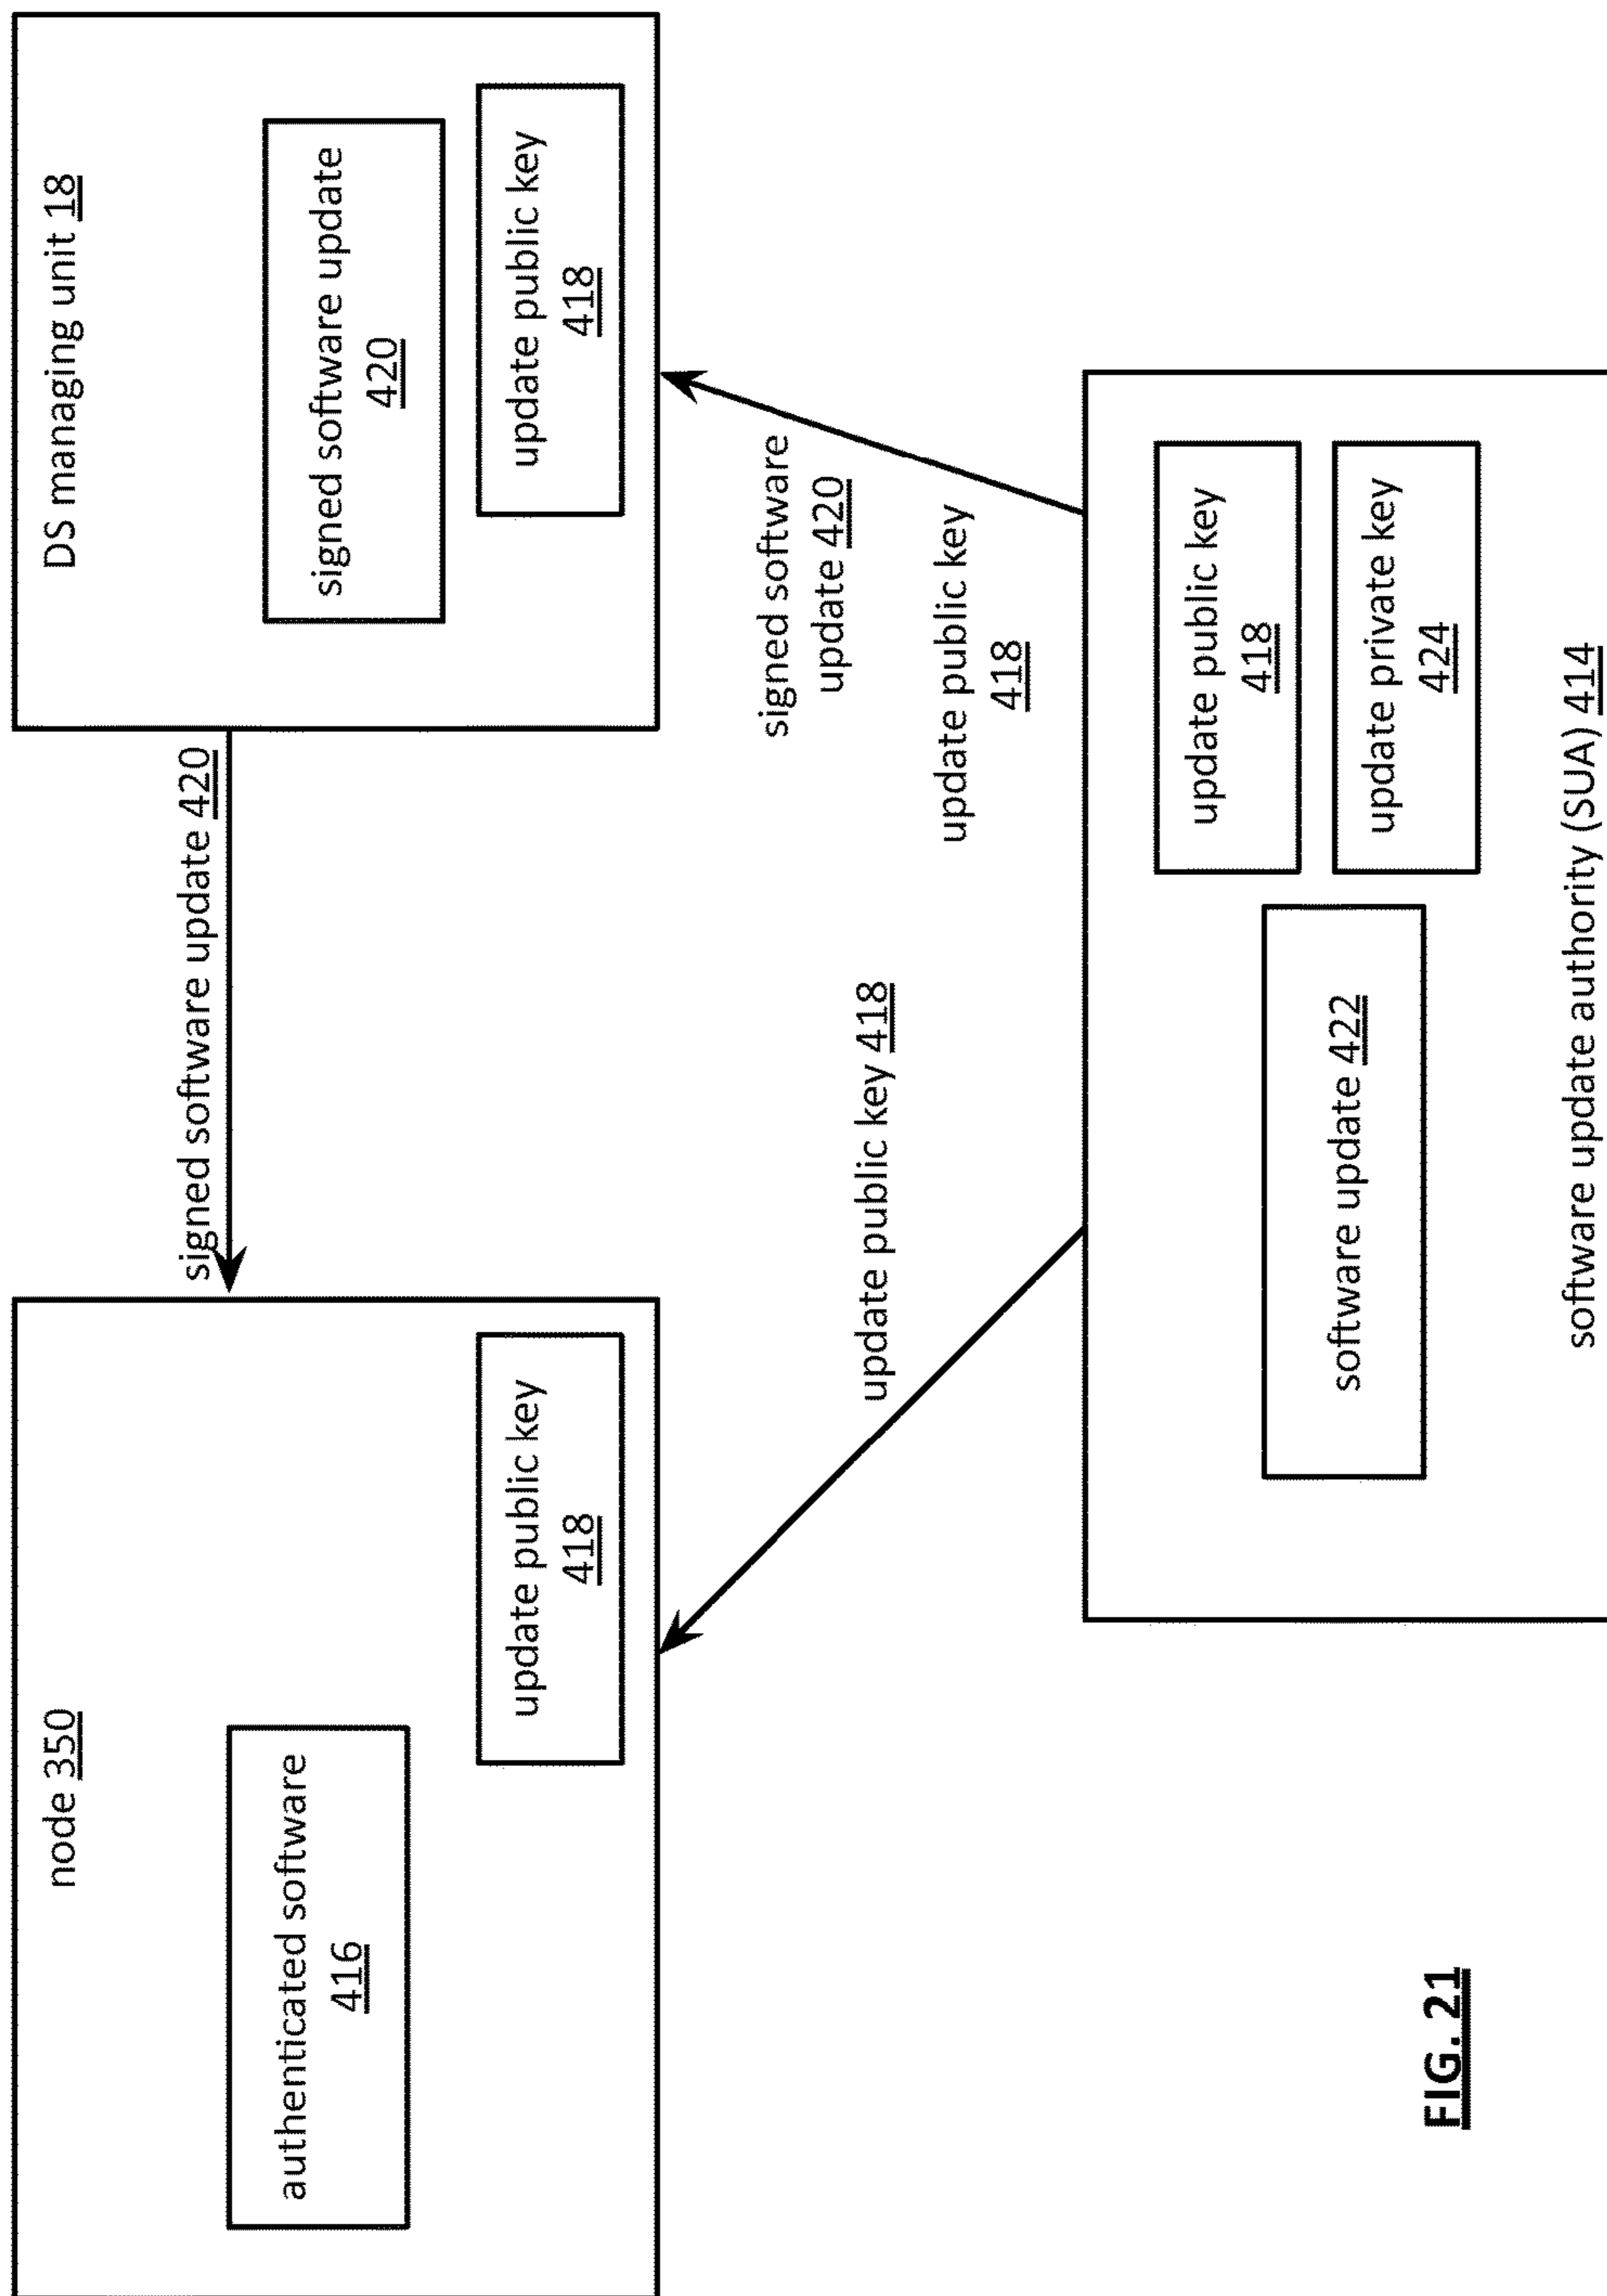 node 350
authenticated software
416
update public key
418
signed software update 420
DS managing unit 18
signed software update
420
update public key
418
update public key 418
signed software
update 420
update public key
418
software update 422
update public key
418
update private key
424
software update authority (SUA) 414
FIG. 21